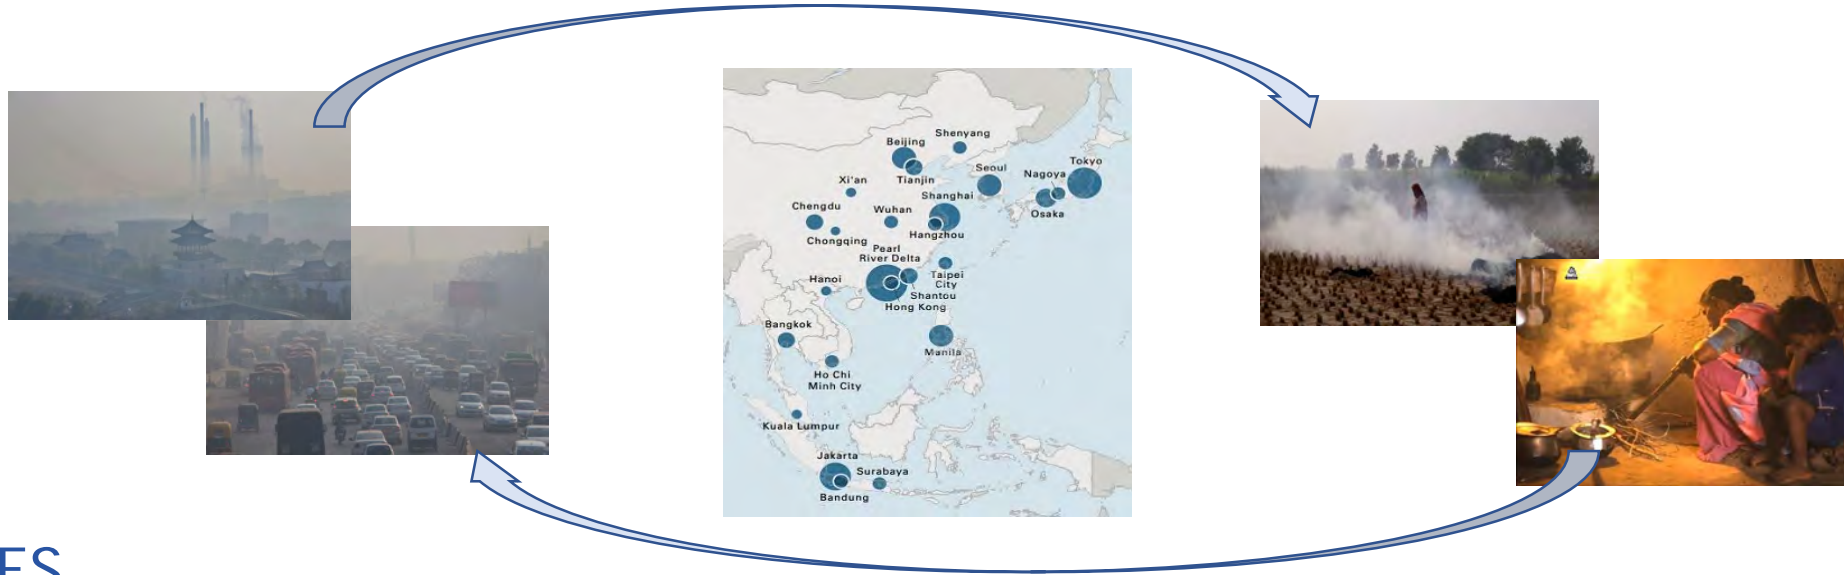 Shenyang
Beijing
Tianjin
Seoul
Tokyo
Nagoya
Osaka
Xi'an
Shanghai
Chengdu
Wuhan
Hangzhou
Chongqing
Pearl
River Delta
Taipei
City
Hanoi
Shantou
Hong Kong
Bangkok
Manila
Ho Chi
Minh City
Kuala Lumpur
Jakarta
Surabaya
Bandung
ES